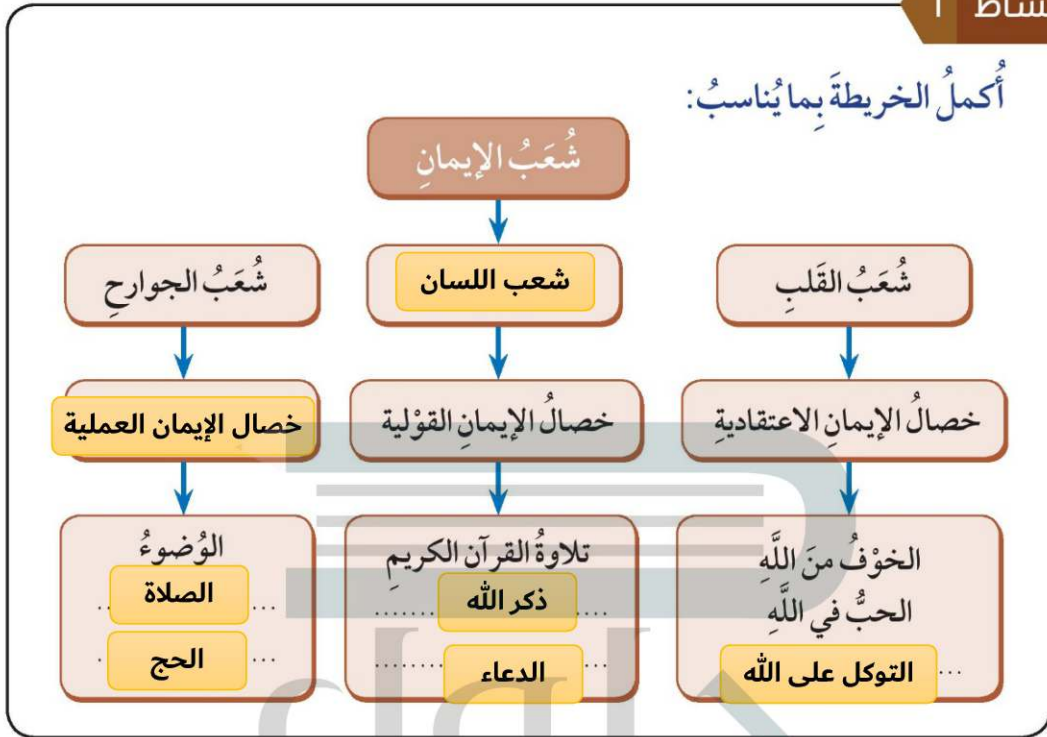 نشاط ١
أُكملُ الخريطةَ بِما يُناسبُ:
شُعَبُ الإيمانِ
شُعَبُ القَلبِ
شعب اللسان
شُعَبُ الجوارحِ
خصالُ الإيمانِ الاعتقاديةِ
خصالُ الإيمانِ القوْلية
خصال الإيمان العملية
الخوْفُ منَ اللَّهِ
الحبُّ في اللَّهِ
التوكل على الله ...
تلاوةُ القرآن الكريمِ
.... ذكر الله ........
.... الدعاء ........
الوُضوءُ
... الصلاة ..
... الحج .